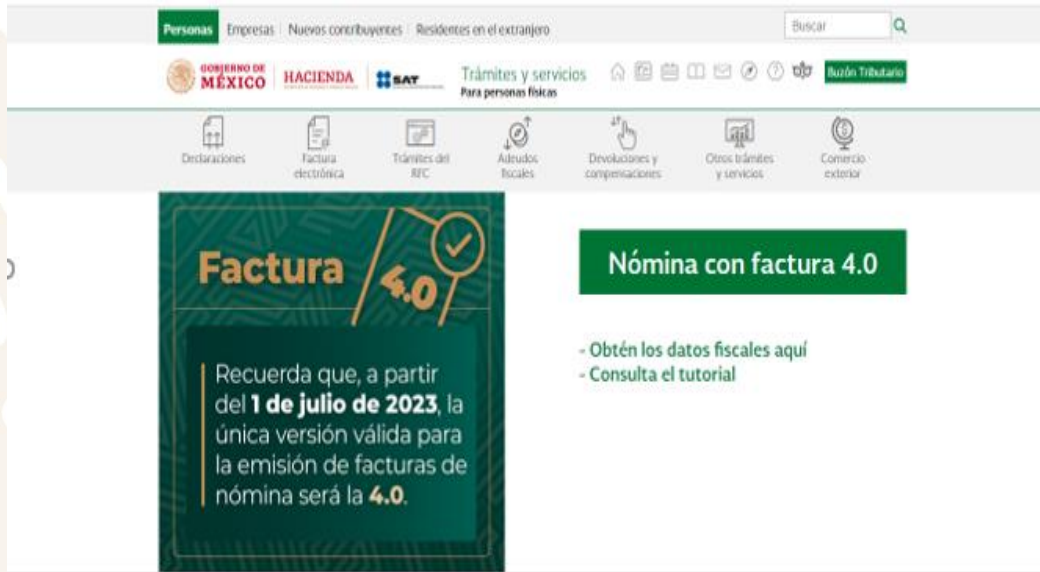 Personas Empresas Nuevos contribuyentes Residentes en el extranjero Buscar
GOBIERNO DE
MÉXICO
HACIENDA
SAT
Trámites y servicios
Para personas físicas
Buzón Tributario
Declaraciones
Factura
electrónica
Trámites del
RFC
Adeudos
fiscales
Devoluciones y
compensaciones
Otros trámites
y servicios
Comercio
exterior
Factura 4.0
Recuerda que, a partir
del 1 de julio de 2023, la
única versión válida para
la emisión de facturas de
nómina será la 4.0.
Nómina con factura 4.0
- Obtén los datos fiscales aquí
- Consulta el tutorial